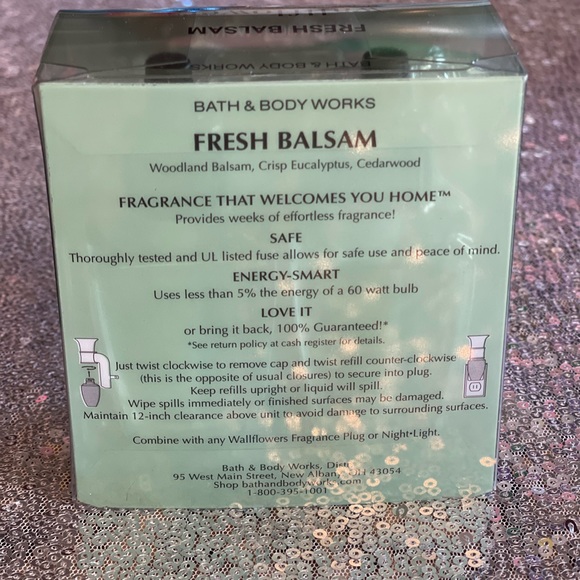 FRESH BALSAM
BATH & BODY WORKS
BATH & BODY WORKS
FRESH BALSAM
Woodland Balsam, Crisp Eucalyptus, Cedarwood
FRAGRANCE THAT WELCOMES YOU HOME™
Provides weeks of effortless fragrance!
SAFE
Thoroughly tested and UL listed fuse allows for safe use and peace of mind.
ENERGY-SMART
Uses less than 5% the energy of a 60 watt bulb
LOVE IT
or bring it back, 100% Guaranteed!*
*See return policy at cash register for details.
Just twist clockwise to remove cap and twist refill counter-clockwise
(this is the opposite of usual closures) to secure into plug.
Keep refills upright or liquid will spill.
Wipe spills immediately or finished surfaces may be damaged.
Maintain 12-inch clearance above unit to avoid damage to surrounding surfaces.
Combine with any Wallflowers Fragrance Plug or Night•Light.
Bath & Body Works,
95 West Main Street, New Albany, OH 43054
Shop bathandbodyworks.com
1-800-395-1001